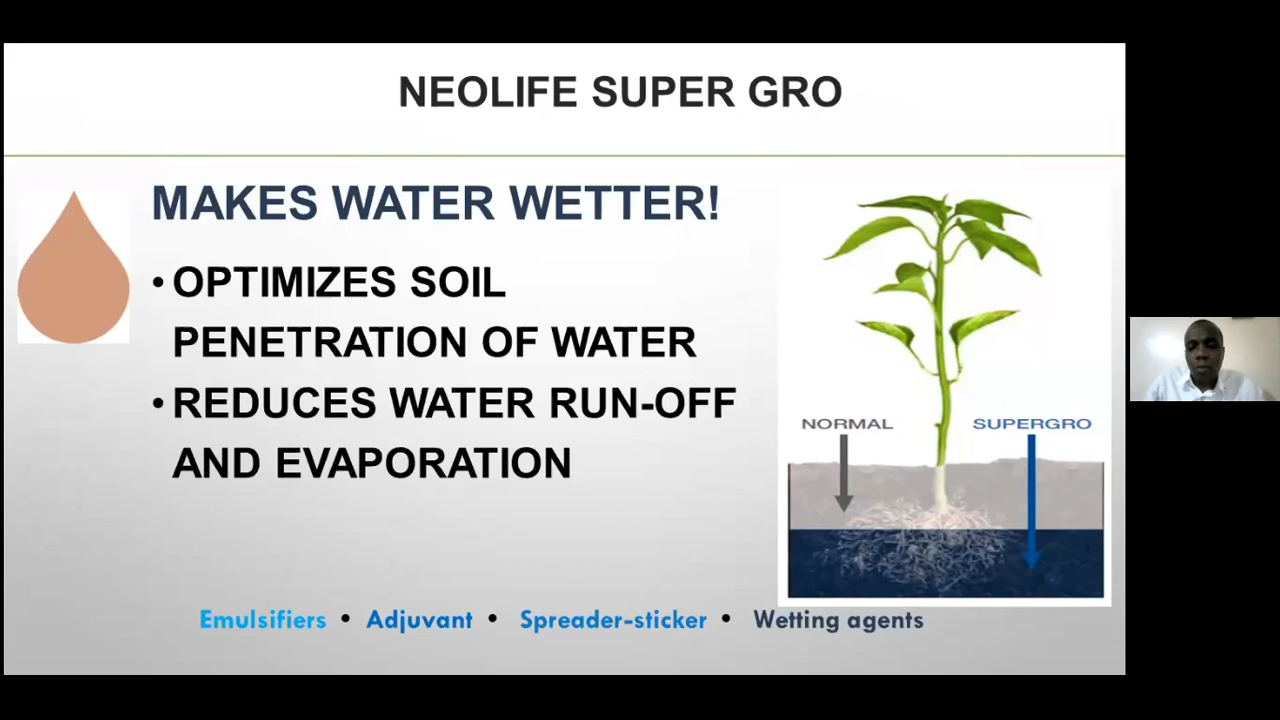 NEOLIFE SUPER GRO
MAKES WATER WETTER!
• OPTIMIZES SOIL
PENETRATION OF WATER
• REDUCES WATER RUN-OFF
AND EVAPORATION
NORMAL
SUPERGRO
Emulsifiers • Adjuvant • Spreader-sticker • Wetting agents